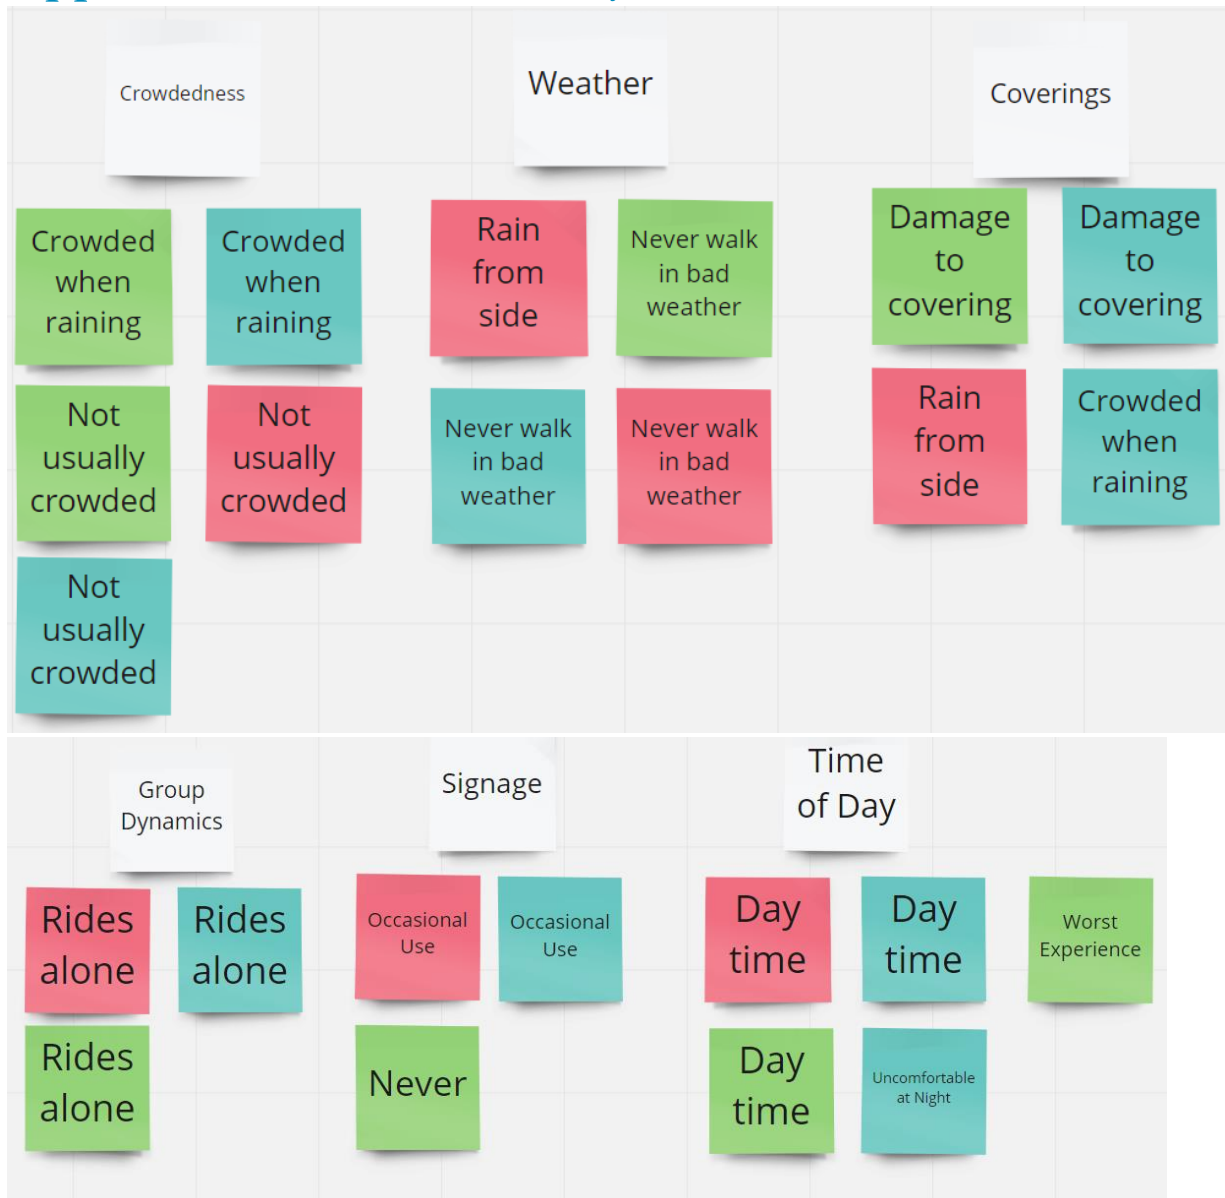 Crowdedness
Weather
Coverings
Crowded
when
raining
Crowded
when
raining
Rain
from
side
Never walk
in bad
weather
Damage
to
covering
Damage
to
covering
Not
usually
crowded
Not
usually
crowded
Never walk
in bad
weather
Never walk
in bad
weather
Rain
from
side
Crowded
when
raining
Not
usually
crowded
Group
Dynamics
Signage
Time
of Day
Rides
alone
Rides
alone
Occasional
Use
Occasional
Use
Day
time
Day
time
Worst
Experience
Rides
alone
Never
Day
time
Uncomfortable
at Night